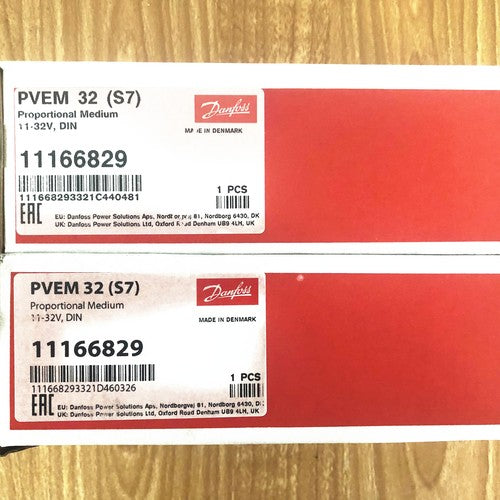 PVEM 32 (S7)
Proportional Medium
11-32V, DIN
Danfoss
MADE IN DENMARK
11166829
1 PCS
111668293321C440481
EAC
EU: Danfoss Power Solutions Aps, 81, Nordborg 6430, DK
UK: Danfoss Power Solutions Ltd, Oxford Road Denham UB9 4LH, UK
PVEM 32 (S7)
Proportional Medium
11-32V, DIN
Danfoss
MADE IN DENMARK
11166829
1 PCS
111668293321D460326
EAC
EU: Danfoss Power Solutions Aps, Nordbergvej 81, Nordborg 6430, DK
UK: Danfoss Power Solutions Ltd, Oxford Road Denham UB9 4LH, UK